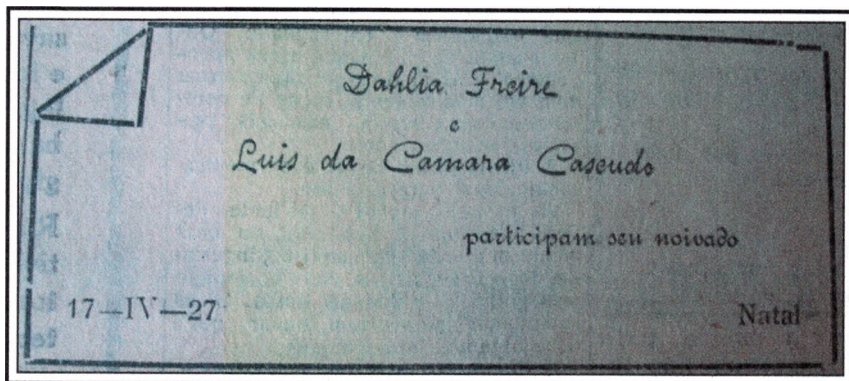 Dahlia Freire
e
Luis da Camara Cascudo
participam seu noivado
17—IV—27
Natal